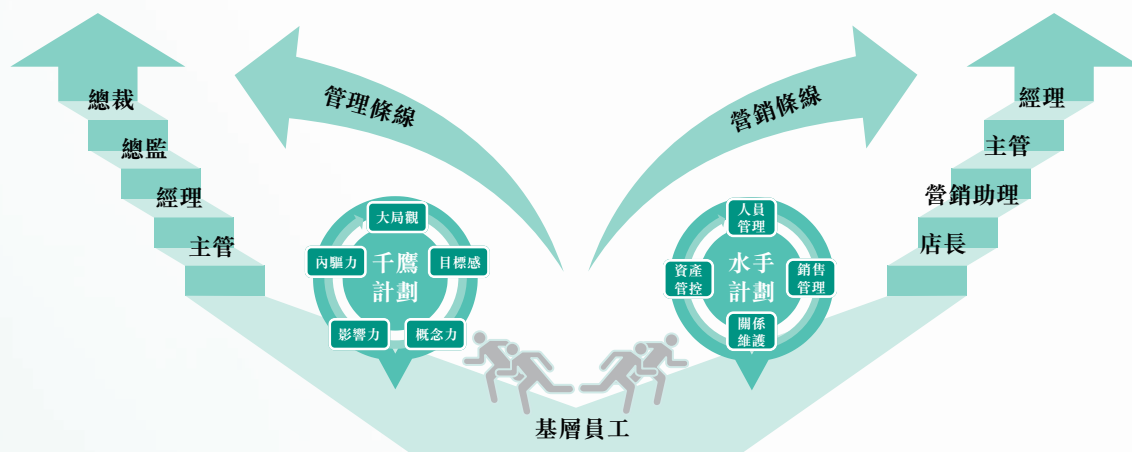 總裁
總監
經理
主管
管理條線
大局觀
內驅力
目標感
影響力
概念力
千鷹
計劃
營銷條線
經理
主管
營銷助理
店長
人員
管理
資產
管控
銷售
管理
關係
維護
水手
計劃
基層員工